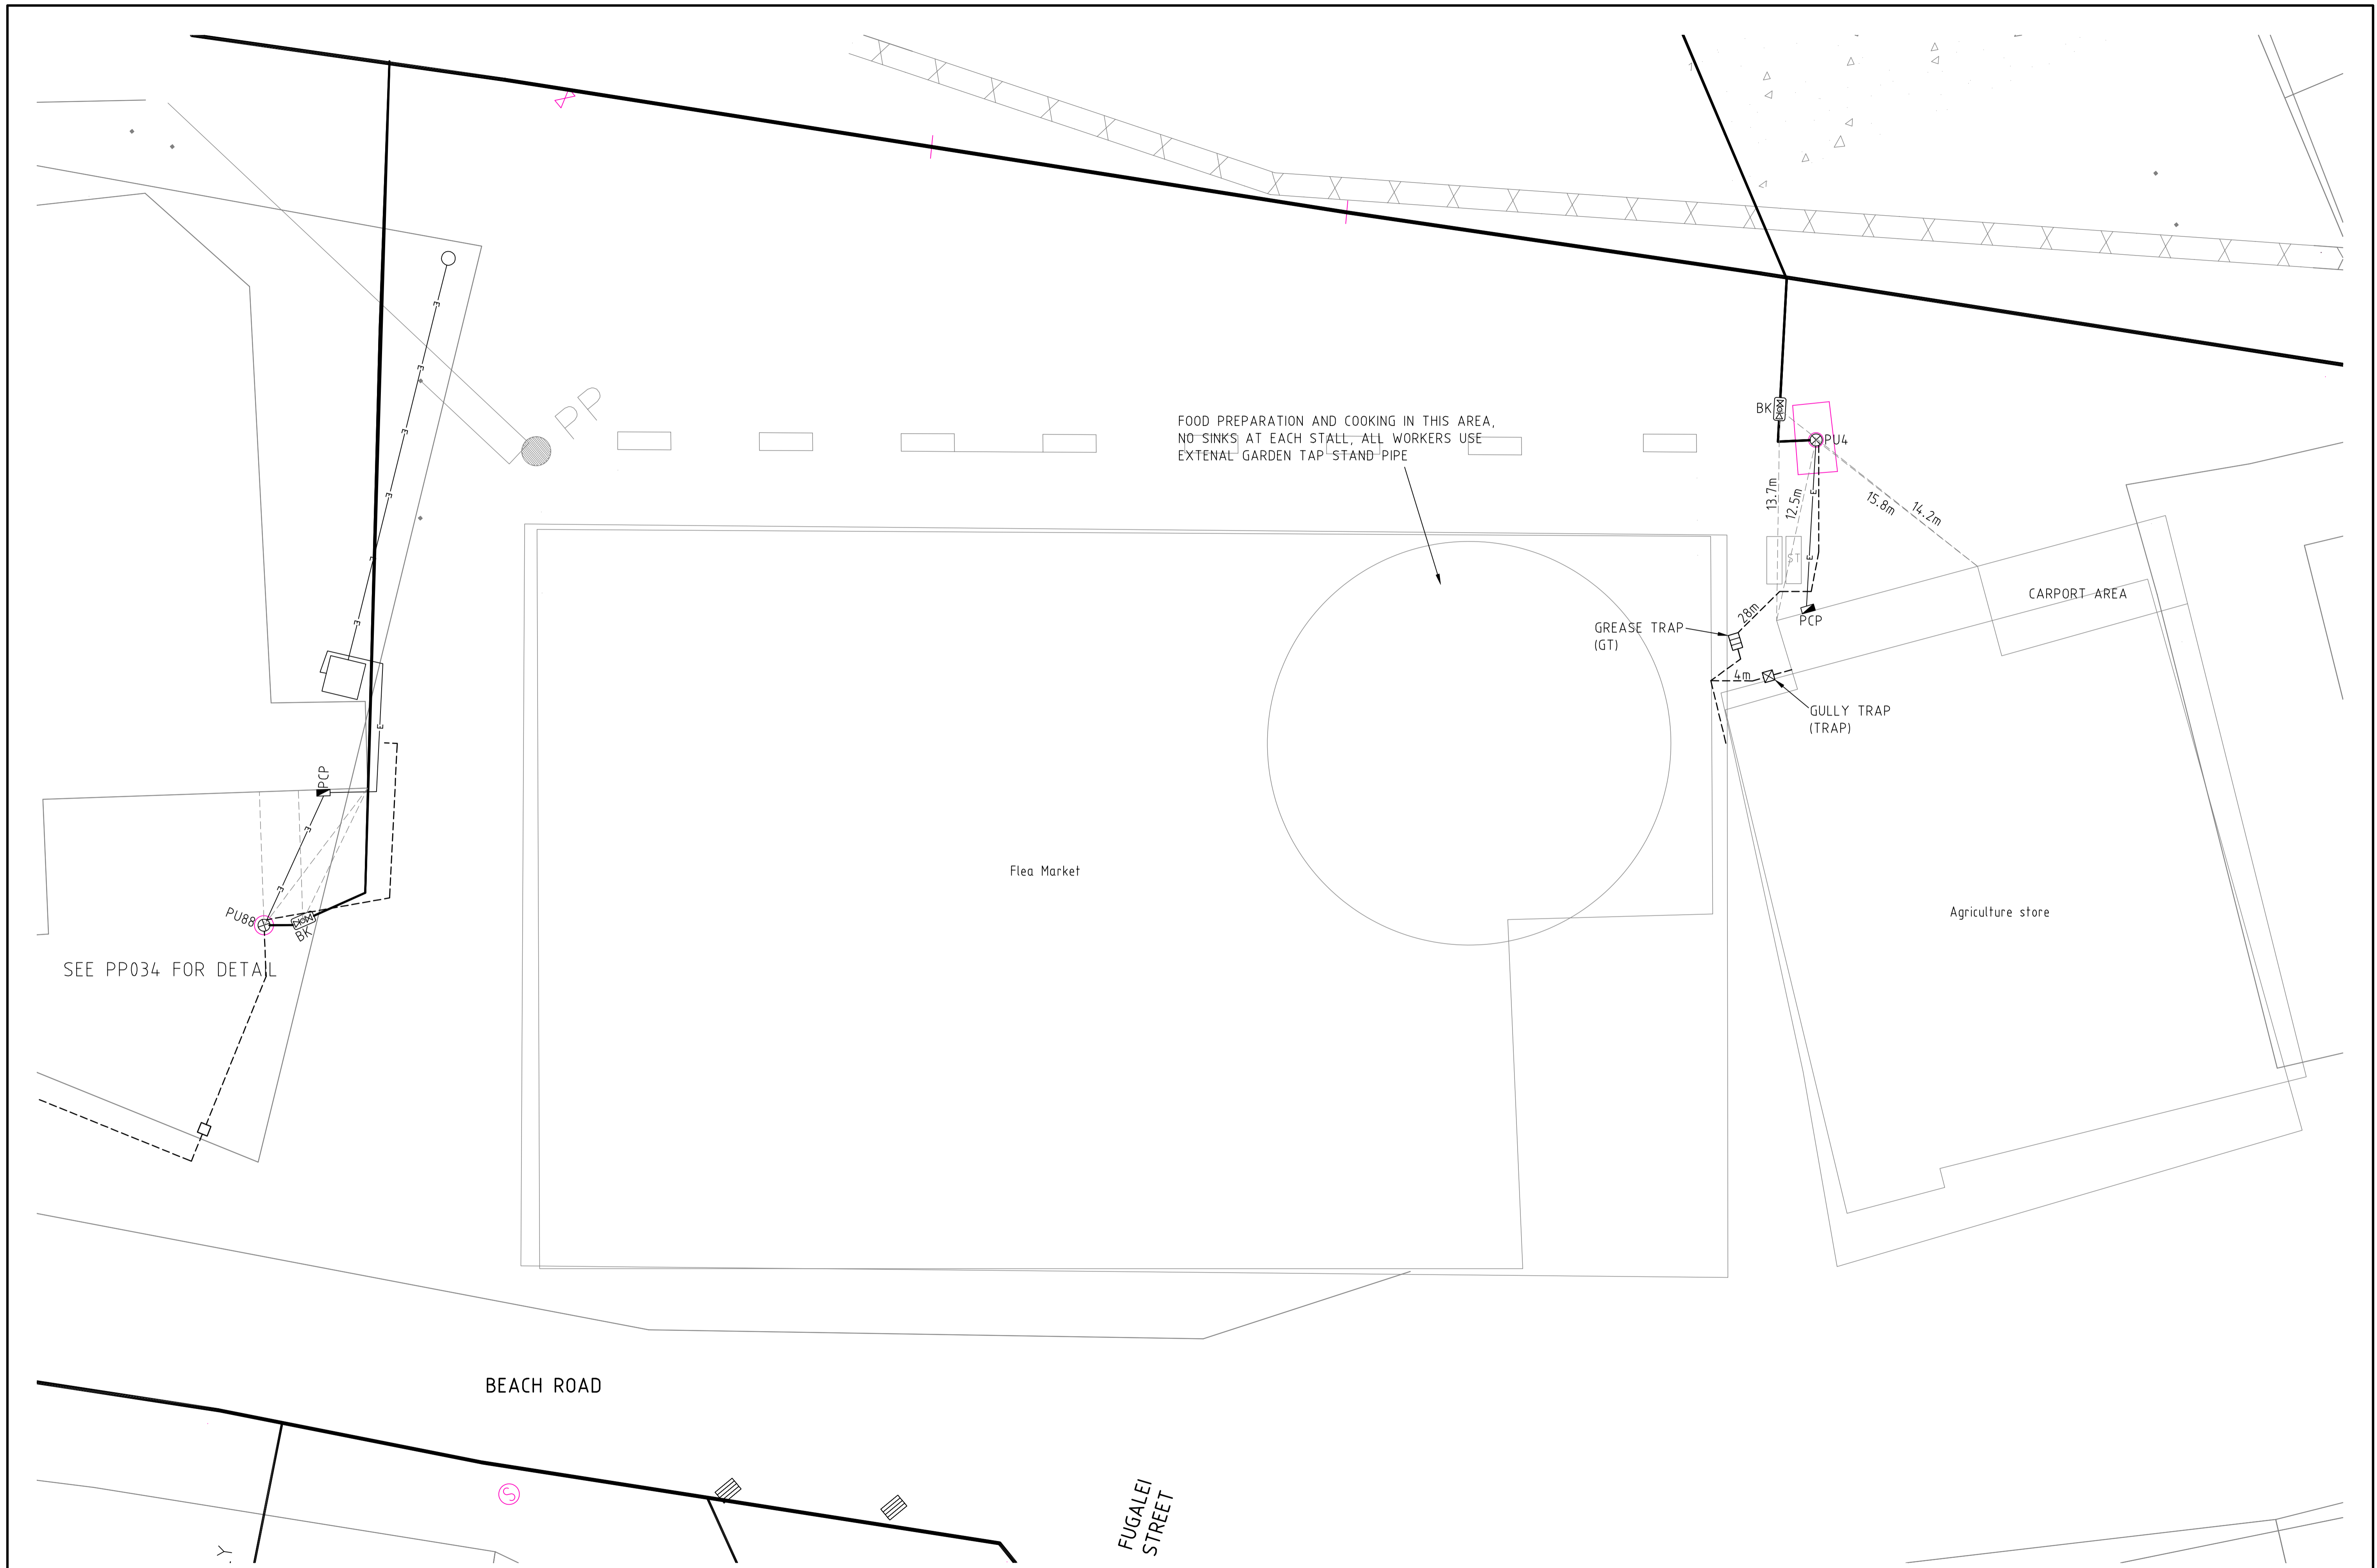 PP
FOOD PREPARATION AND COOKING IN THIS AREA,
NO SINKS AT EACH STALL, ALL WORKERS USE
EXTENAL GARDEN TAP STAND PIPE
BK
PU4
13.7m
12.5m
15.8m
14.2m
ST
28m
PCP
CARPORT AREA
GREASE TRAP
(GT)
4m
GULLY TRAP
(TRAP)
E
E
E
E
E
E
E
E
E
E
E
PCP
PU88
BK
SEE PP034 FOR DETAIL
Flea Market
Agriculture store
BEACH ROAD
S
FUGALEI
STREET
Y